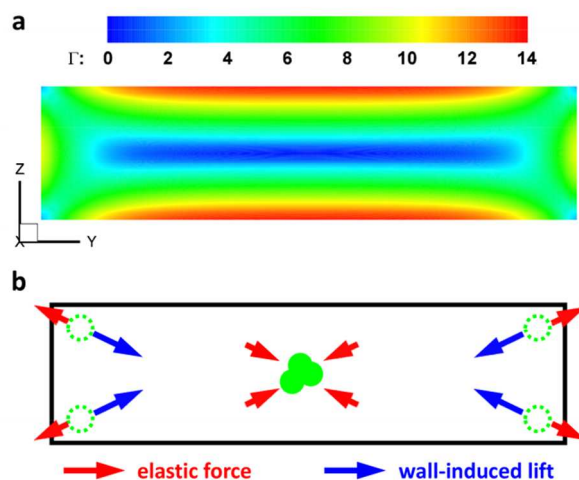 a
Γ: 0 2 4 6 8 10 12 14
Z
X Y
b
elastic force wall-induced lift